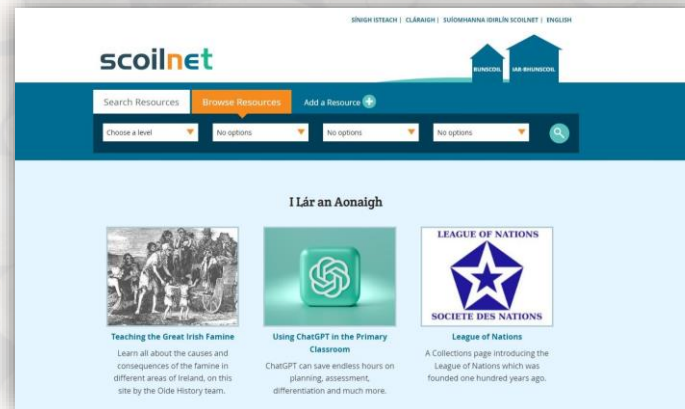 SÍNIGH ISTEACH | CLÁRAIGH | SUÍOMHANNA IDIRLÍN SCOILNET | ENGLISH
scoilnet
BUNSCOIL
IAR-BHUNSCOIL
Search Resources
Browse Resources
Add a Resource
Choose a level
No options
No options
No options
I Lár an Aonaigh
LEAGUE OF NATIONS
SOCIETE DES NATIONS
Teaching the Great Irish Famine
Learn all about the causes and
consequences of the famine in
different areas of Ireland, on this
site by the Olde History team.
Using ChatGPT in the Primary
Classroom
ChatGPT can save endless hours on
planning, assessment,
differentiation and much more.
League of Nations
A Collections page introducing the
League of Nations which was
founded one hundred years ago.